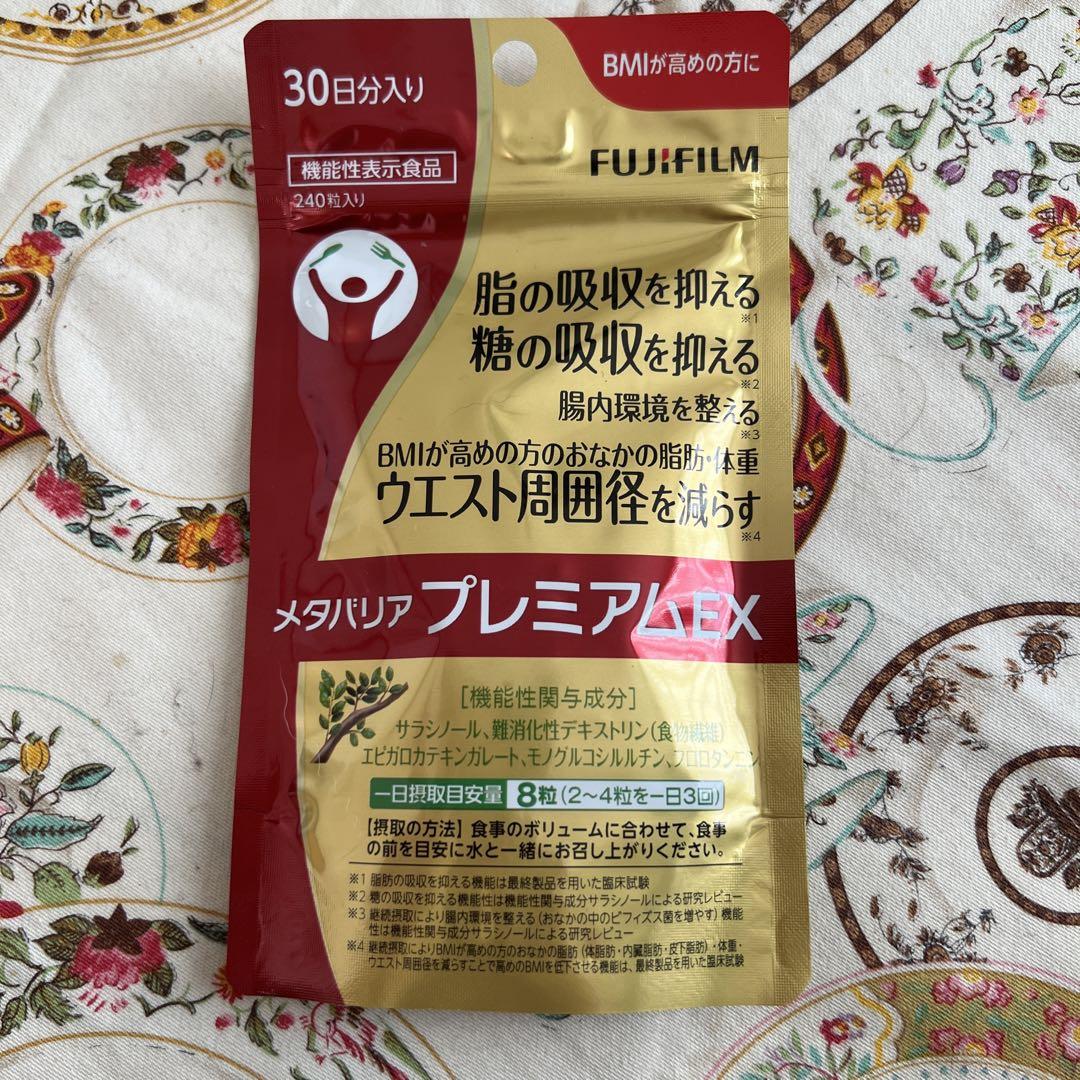 BMIが高めの方に
30日分入り
機能性表示食品
240粒入り
FUJIFILM
脂の吸収を抑える
※1
糖の吸収を抑える
※2
腸内環境を整える
※3
BMIが高めの方のおなかの脂肪・体重
ウエスト周囲径を減らす
※4
メタバリア プレミアムEX
[機能性関与成分]
サラシノール、難消化性デキストリン(食物繊維)
エピガロカテキンガレート、モノグルコシルルチン、フロロタンニン
一日摂取目安量 8粒(2〜4粒を一日3回)
【摂取の方法】食事のボリュームに合わせて、食事
の前を目安に水と一緒にお召し上がりください。
※1 脂肪の吸収を抑える機能は最終製品を用いた臨床試験
※2 糖の吸収を抑える機能性は機能性関与成分サラシノールによる研究レビュー
※3 継続摂取により腸内環境を整える(おなかの中のビフィズス菌を増やす)機能
性は機能性関与成分サラシノールによる研究レビュー
※4 継続摂取によりBMIが高めの方のおなかの脂肪(体脂肪・内臓脂肪・皮下脂肪)・体重・
ウエスト周囲径を減らすことで高めのBMIを低下させる機能は、最終製品を用いた臨床試験